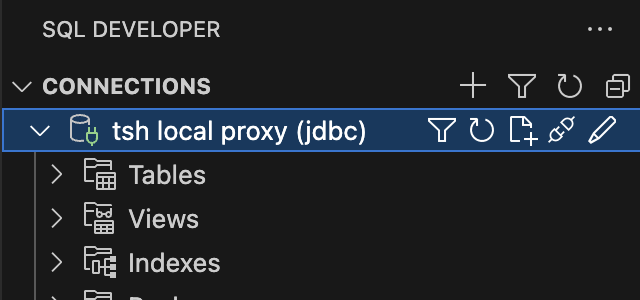 SQL DEVELOPER
CONNECTIONS
tsh local proxy (jdbc)
Tables
Views
Indexes